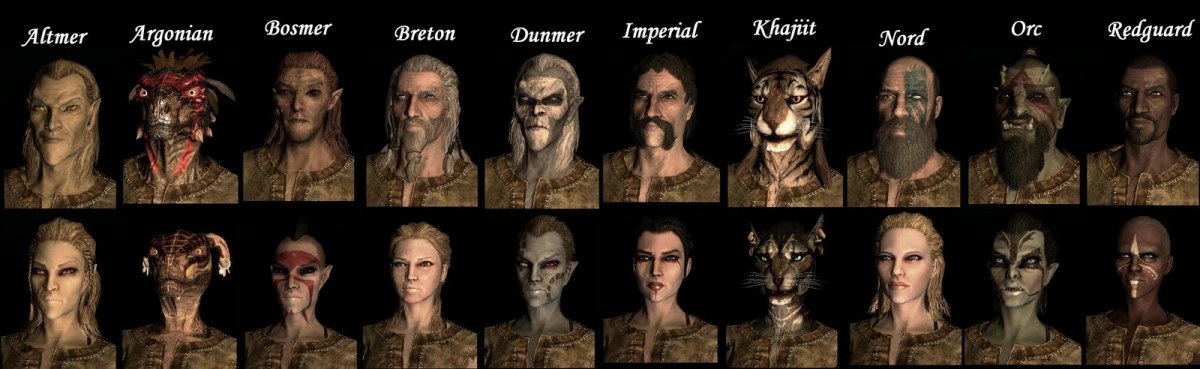 Altmer
Argonian
Bosmer
Breton
Dunmer
Imperial
Khajiit
Nord
Orc
Redguard